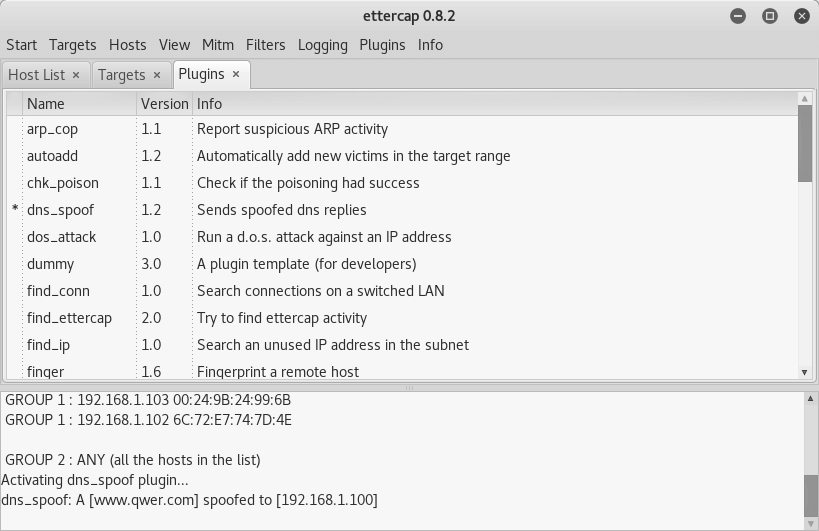 ettercap 0.8.2
Start Targets Hosts View Mitm Filters Logging Plugins Info
Host List × Targets × Plugins ×
Name Version Info
arp_cop 1.1 Report suspicious ARP activity
autoadd 1.2 Automatically add new victims in the target range
chk_poison 1.1 Check if the poisoning had success
* dns_spoof 1.2 Sends spoofed dns replies
dos_attack 1.0 Run a d.o.s. attack against an IP address
dummy 3.0 A plugin template (for developers)
find_conn 1.0 Search connections on a switched LAN
find_ettercap 2.0 Try to find ettercap activity
find_ip 1.0 Search an unused IP address in the subnet
finger 1.6 Fingerprint a remote host
GROUP 1 : 192.168.1.103 00:24:9B:24:99:6B
GROUP 1 : 192.168.1.102 6C:72:E7:74:7D:4E
GROUP 2 : ANY (all the hosts in the list)
Activating dns_spoof plugin...
dns_spoof: A [www.qwer.com] spoofed to [192.168.1.100]